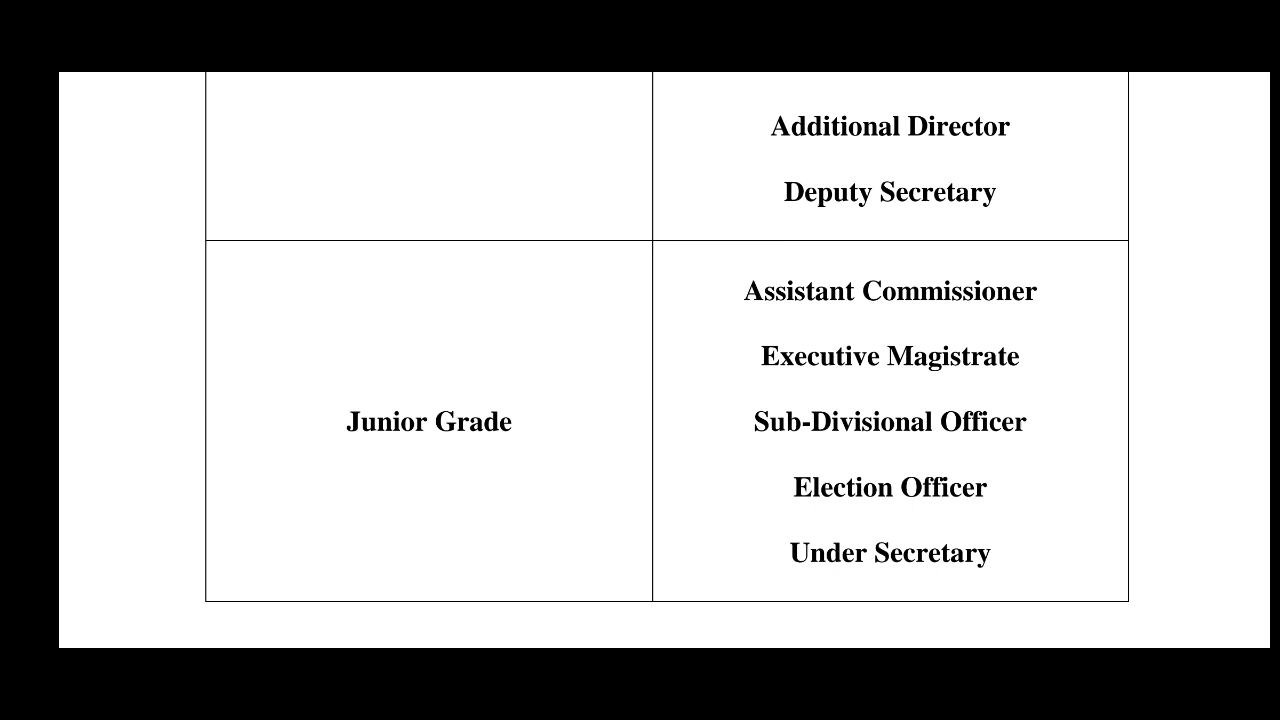 Additional Director
Deputy Secretary
Junior Grade
Assistant Commissioner
Executive Magistrate
Sub-Divisional Officer
Election Officer
Under Secretary